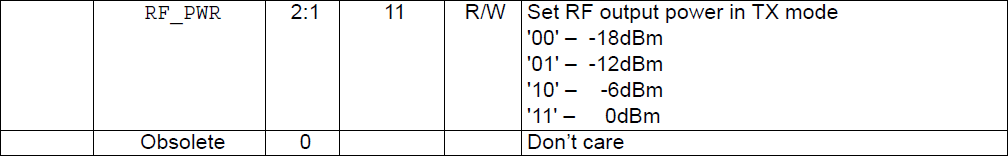 RF_PWR 2:1 11 R/W Set RF output power in TX mode
'00' – -18dBm
'01' – -12dBm
'10' – -6dBm
'11' – 0dBm
Obsolete 0 Don't care